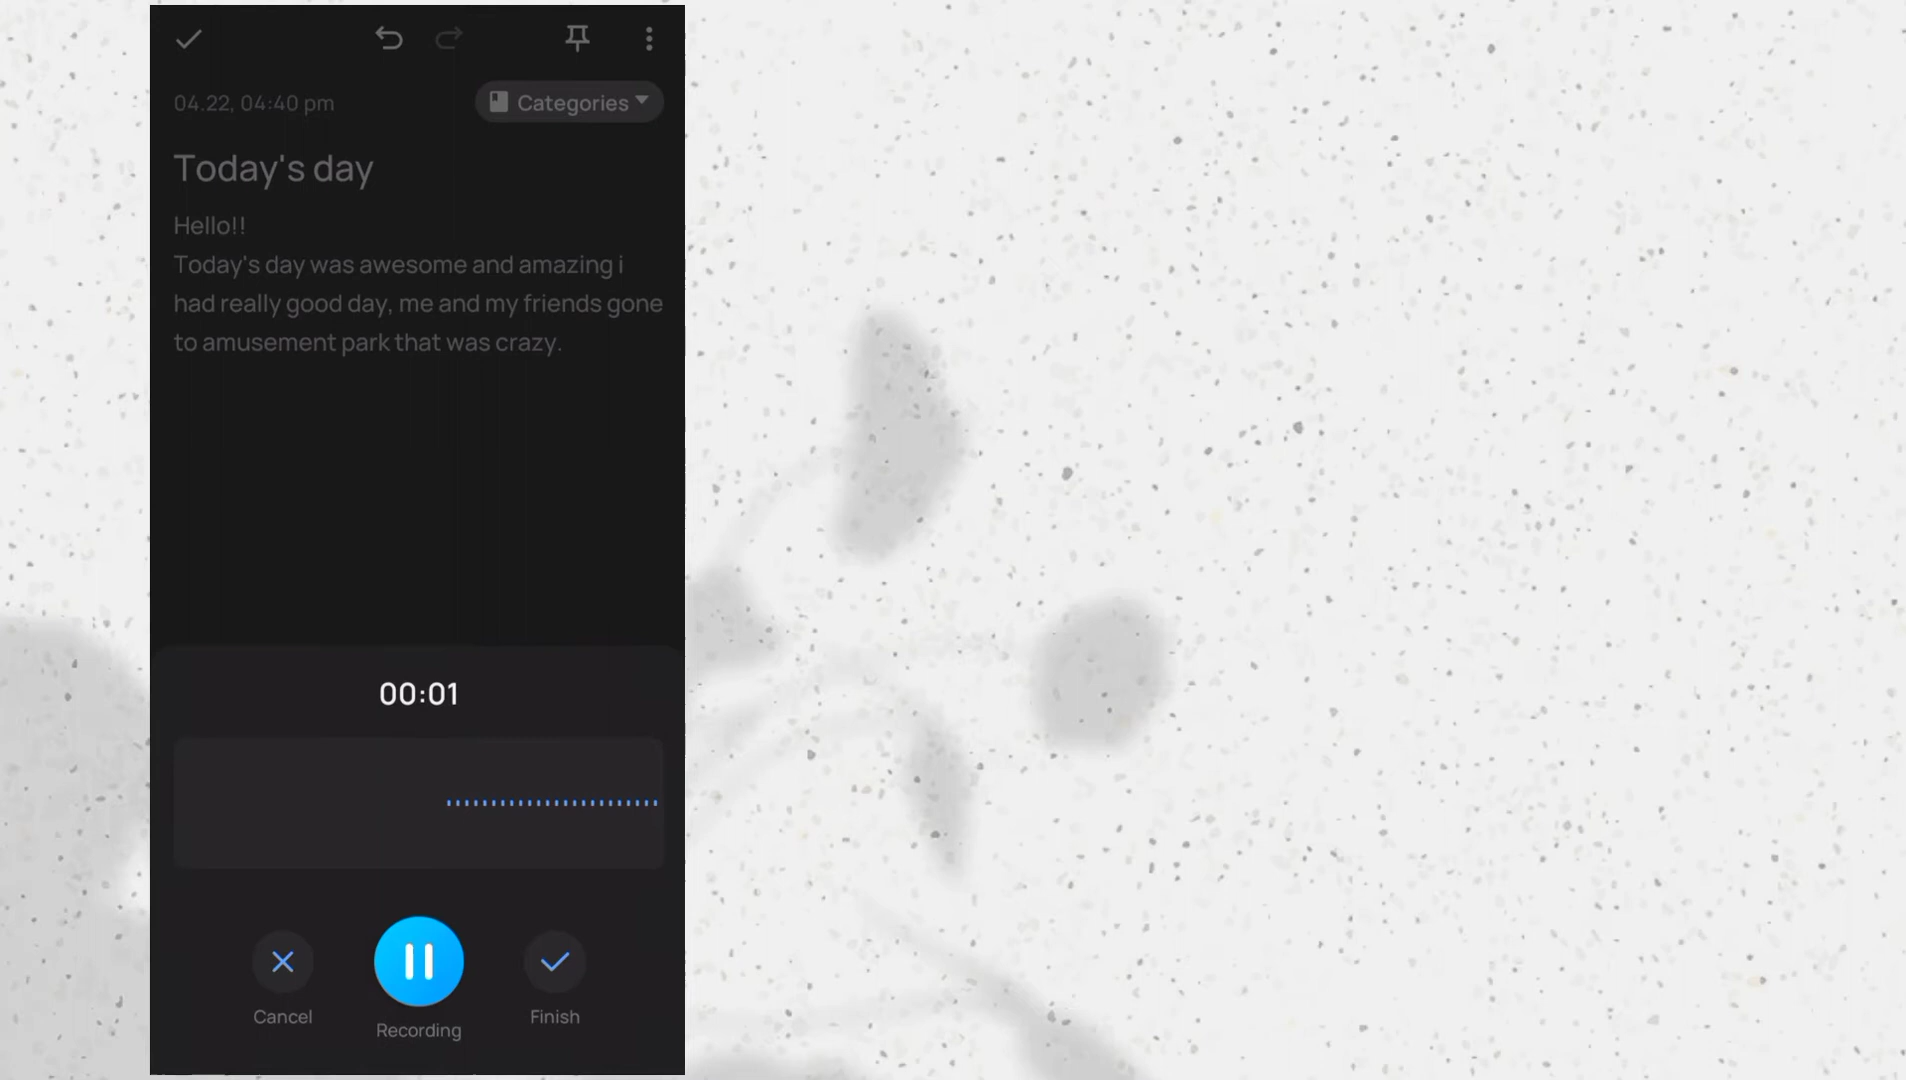 04.22, 04:40 pm
Categories
Today's day
Hello!!
Today's day was awesome and amazing i
had really good day, me and my friends gone
to amusement park that was crazy.
00:01
Cancel
Recording
Finish